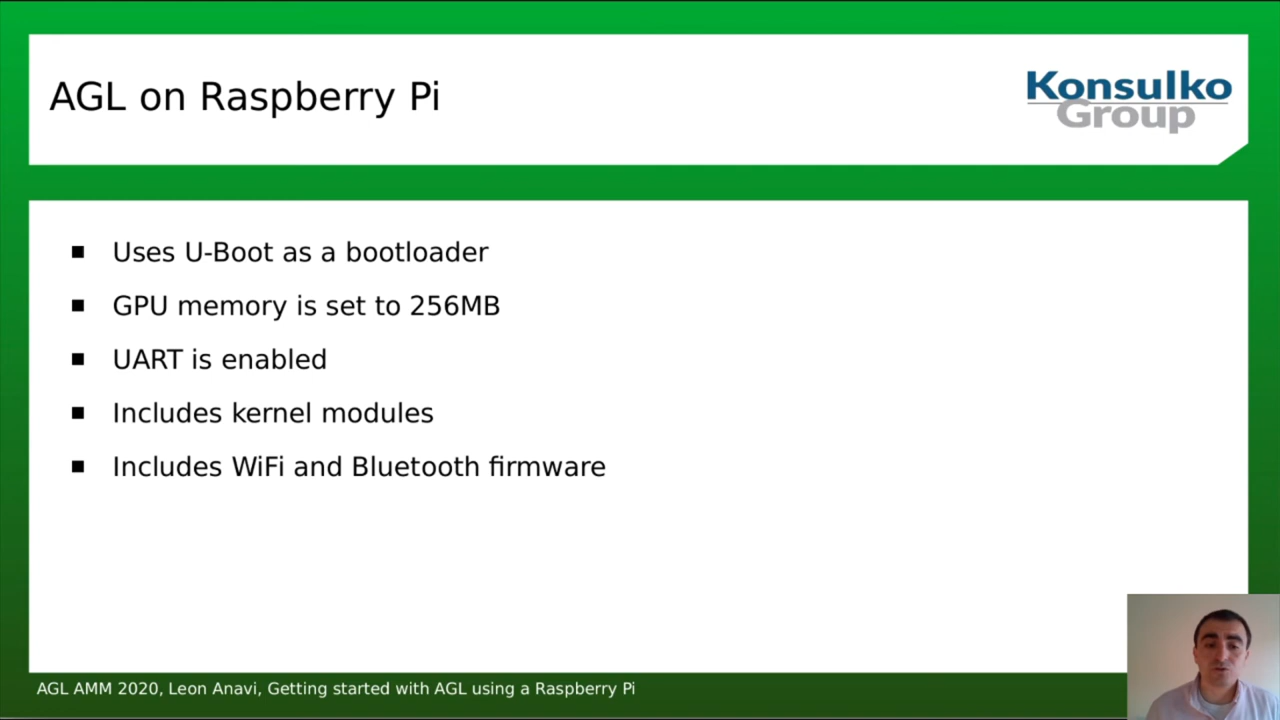 AGL on Raspberry Pi
Konsulko
Group
Uses U-Boot as a bootloader
GPU memory is set to 256MB
UART is enabled
Includes kernel modules
Includes WiFi and Bluetooth firmware
AGL AMM 2020, Leon Anavi, Getting started with AGL using a Raspberry Pi